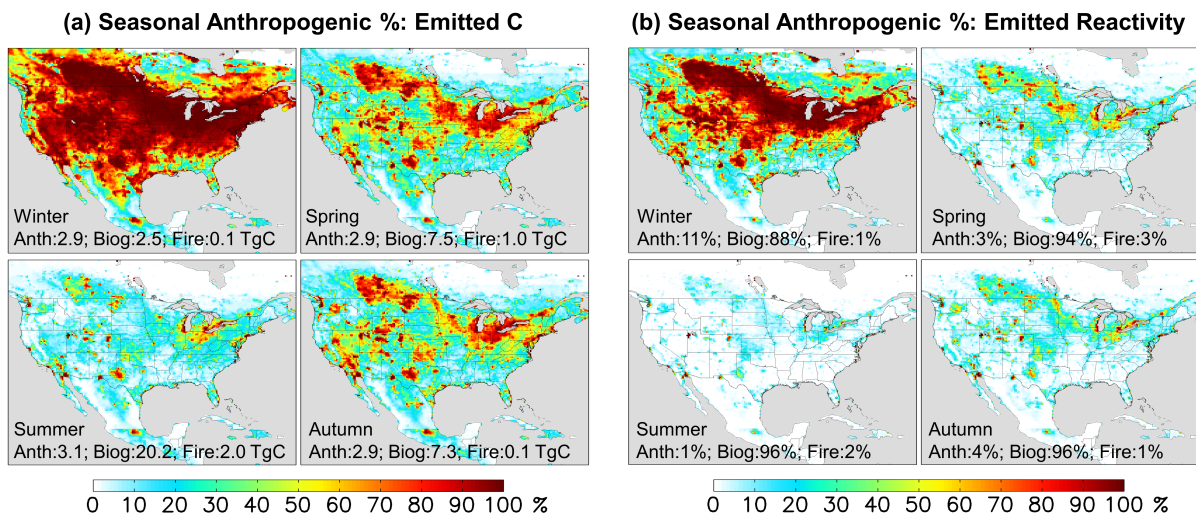 (a) Seasonal Anthropogenic %: Emitted C
(b) Seasonal Anthropogenic %: Emitted Reactivity
Winter
Anth:2.9; Biog:2.5; Fire:0.1 TgC
Spring
Anth:2.9; Biog:7.5; Fire:1.0 TgC
Winter
Anth:11%; Biog:88%; Fire:1%
Spring
Anth:3%; Biog:94%; Fire:3%
Summer
Anth:3.1; Biog:20.2; Fire:2.0 TgC
Autumn
Anth:2.9; Biog:7.3; Fire:0.1 TgC
Summer
Anth:1%; Biog:96%; Fire:2%
Autumn
Anth:4%; Biog:96%; Fire:1%
0 10 20 30 40 50 60 70 80 90 100 %
0 10 20 30 40 50 60 70 80 90 100 %